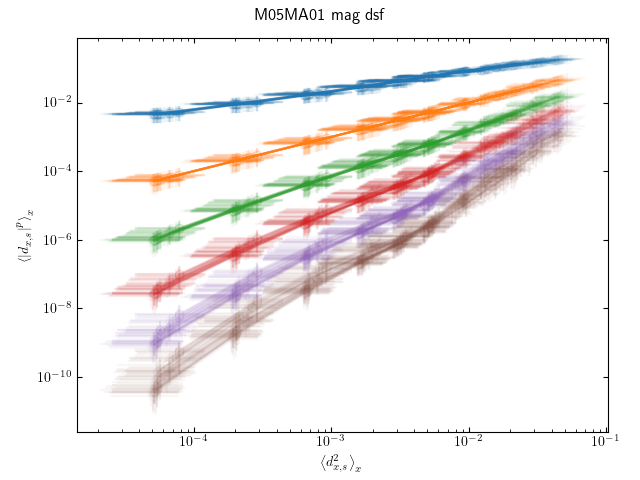 M05MA01 mag dsf
⟨|d_{x,s}|^p⟩_x
10^{-2}
10^{-4}
10^{-6}
10^{-8}
10^{-10}
10^{-4} 10^{-3} 10^{-2} 10^{-1}
⟨d^2_{x,s}⟩_x